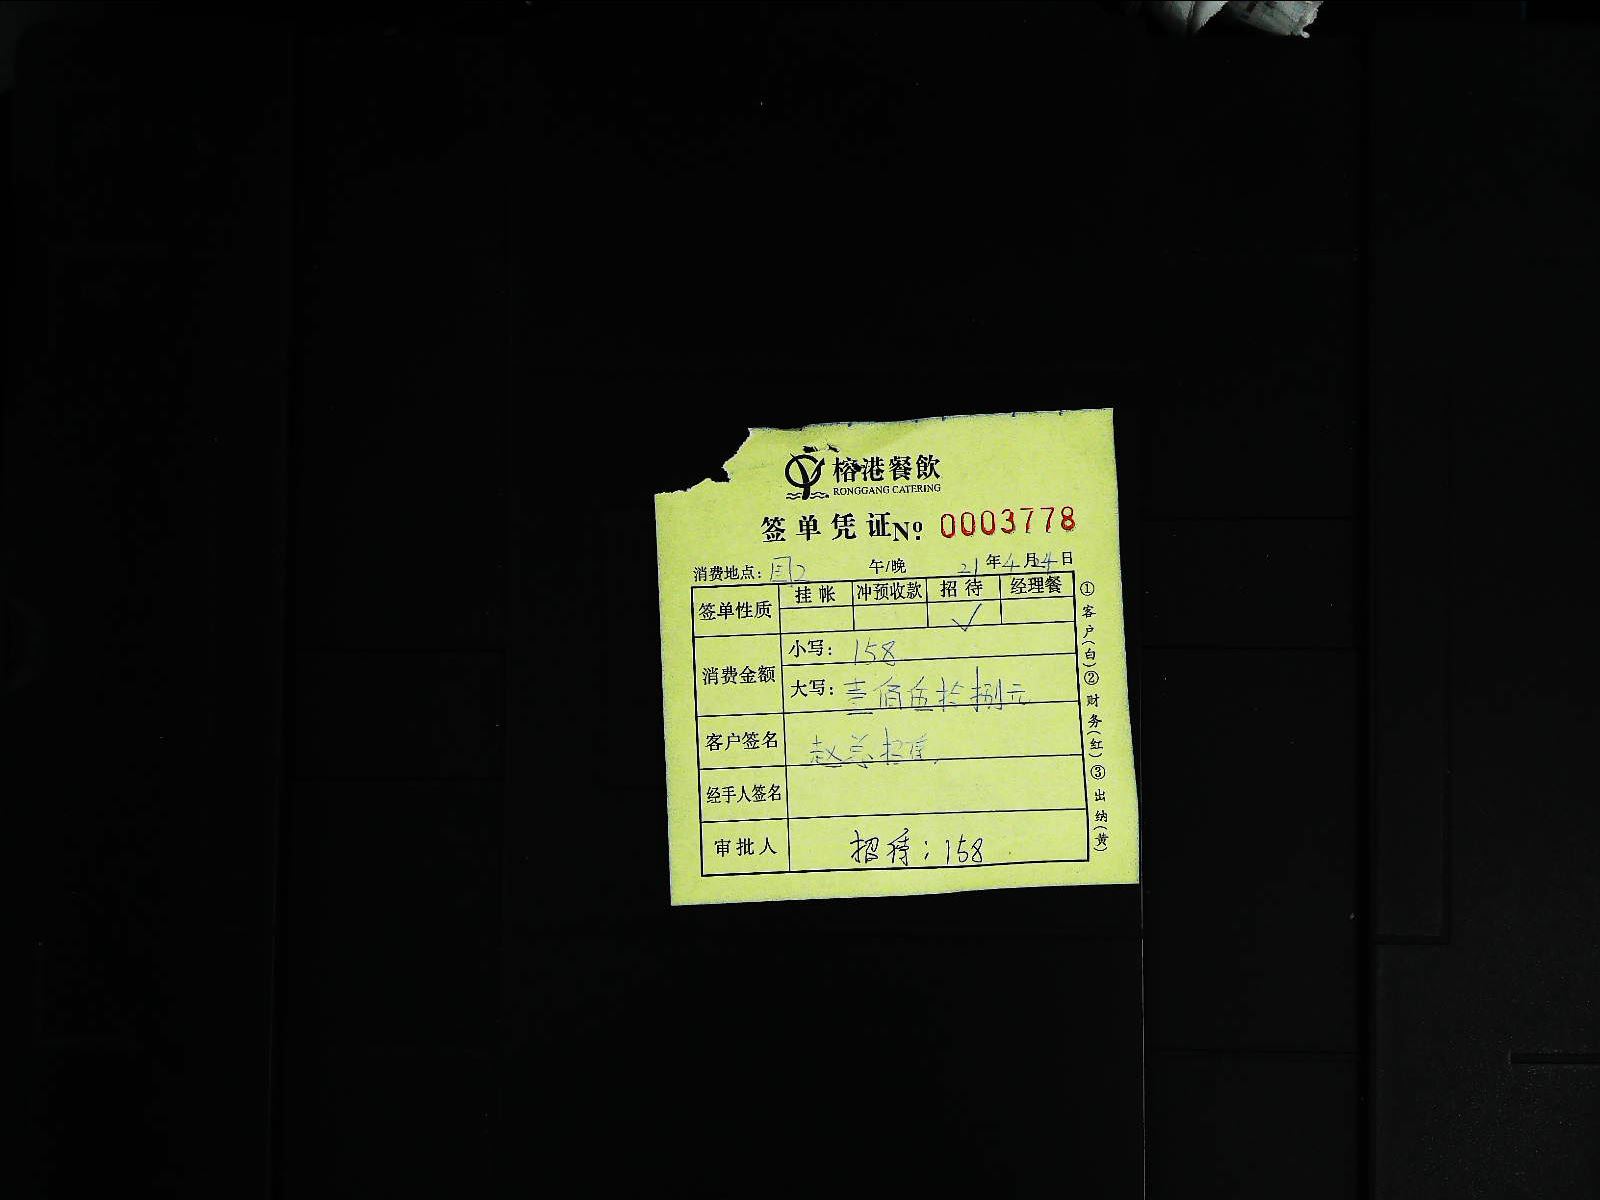 榕港餐飲
RONGGANG CATERING
签单凭证 Nº 0003778
消费地点： 午/晚 21年4月24日
签单性质 挂帐 冲预收款 招待 经理餐
✓
消费金额 小写：158
大写：壹佰伍拾捌元
客户签名 赵总招待
经手人签名
审批人 招待：158
①客户(白)②财务(红)③出纳(黄)